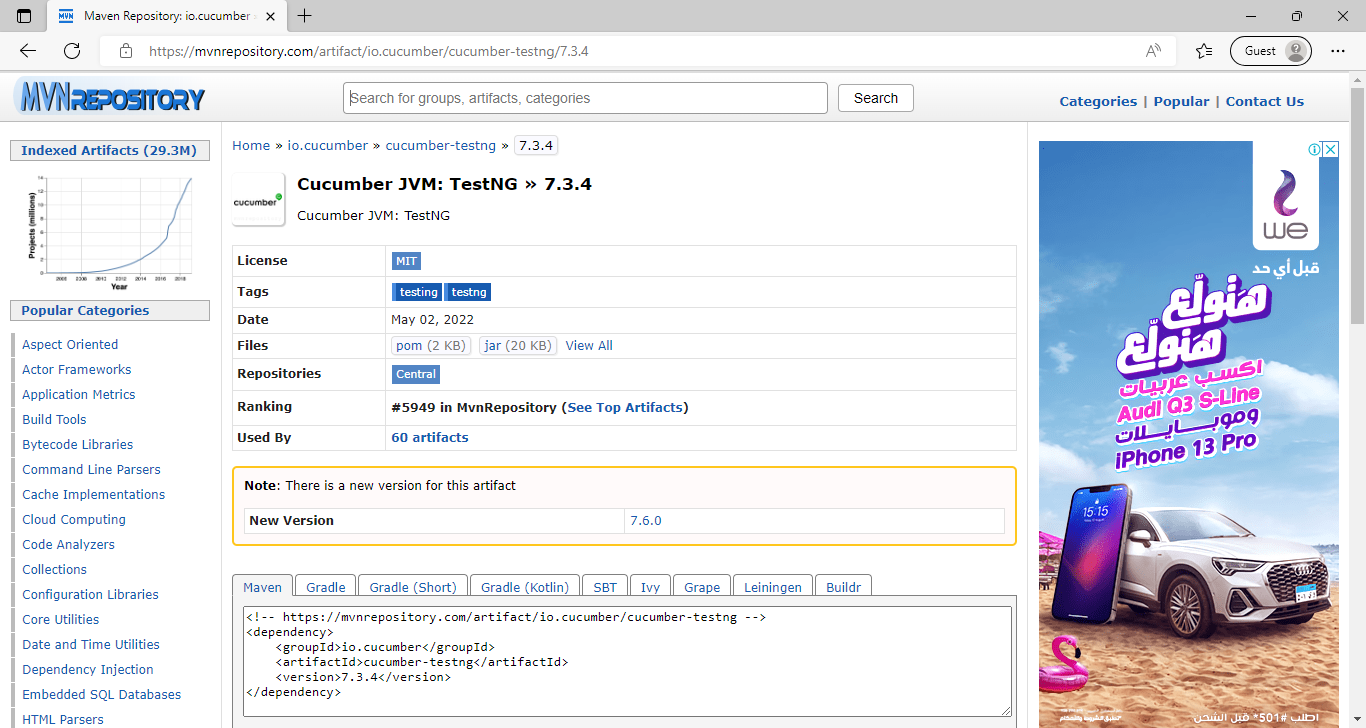 Maven Repository: io.cucumber
https://mvnrepository.com/artifact/io.cucumber/cucumber-testng/7.3.4
Guest
MVNREPOSITORY
Search for groups, artifacts, categories
Search
Categories | Popular | Contact Us
Indexed Artifacts (29.3M)
Projects (millions)
Year
Popular Categories
Aspect Oriented
Actor Frameworks
Application Metrics
Build Tools
Bytecode Libraries
Command Line Parsers
Cache Implementations
Cloud Computing
Code Analyzers
Collections
Configuration Libraries
Core Utilities
Date and Time Utilities
Dependency Injection
Embedded SQL Databases
HTML Parsers
Home » io.cucumber » cucumber-testng » 7.3.4
cucumber
Cucumber JVM: TestNG » 7.3.4
Cucumber JVM: TestNG
License MIT
Tags testing testng
Date May 02, 2022
Files pom (2 KB) jar (20 KB) View All
Repositories Central
Ranking #5949 in MvnRepository (See Top Artifacts)
Used By 60 artifacts
Note: There is a new version for this artifact
New Version 7.6.0
Maven Gradle Gradle (Short) Gradle (Kotlin) SBT Ivy Grape Leiningen Buildr
<!-- https://mvnrepository.com/artifact/io.cucumber/cucumber-testng -->
<dependency>
    <groupId>io.cucumber</groupId>
    <artifactId>cucumber-testng</artifactId>
    <version>7.3.4</version>
</dependency>
we
قبل أي حد
هتولّع
هتولّع
اكسب عربيات
Audi Q3 S-Line
وموبايلات
iPhone 13 Pro
15:15
اطلب #501* قبل الشحن